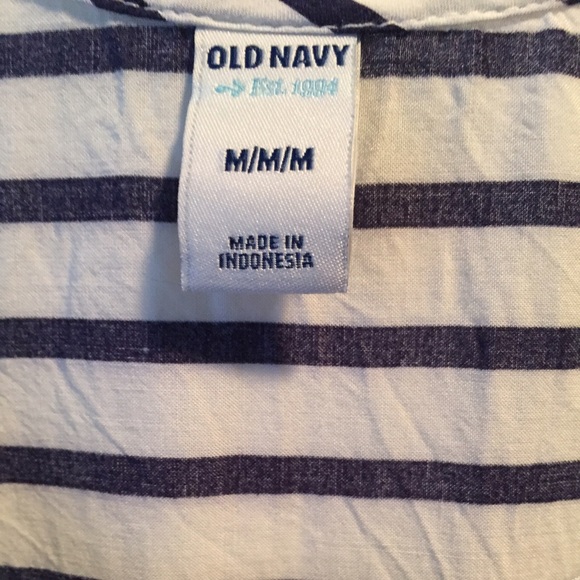 OLD NAVY
Est. 1994
M/M/M
MADE IN
INDONESIA